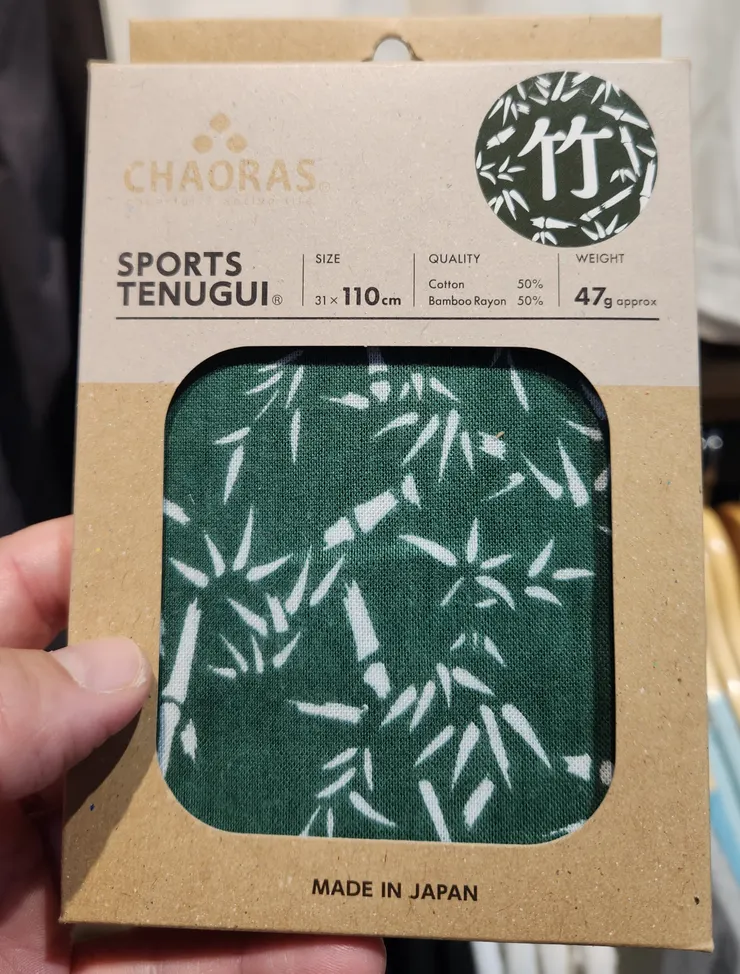 CHAORAS®
竹
SPORTS
TENUGUI®
SIZE
31 × 110cm
QUALITY
Cotton 50%
Bamboo Rayon 50%
WEIGHT
47g approx
MADE IN JAPAN